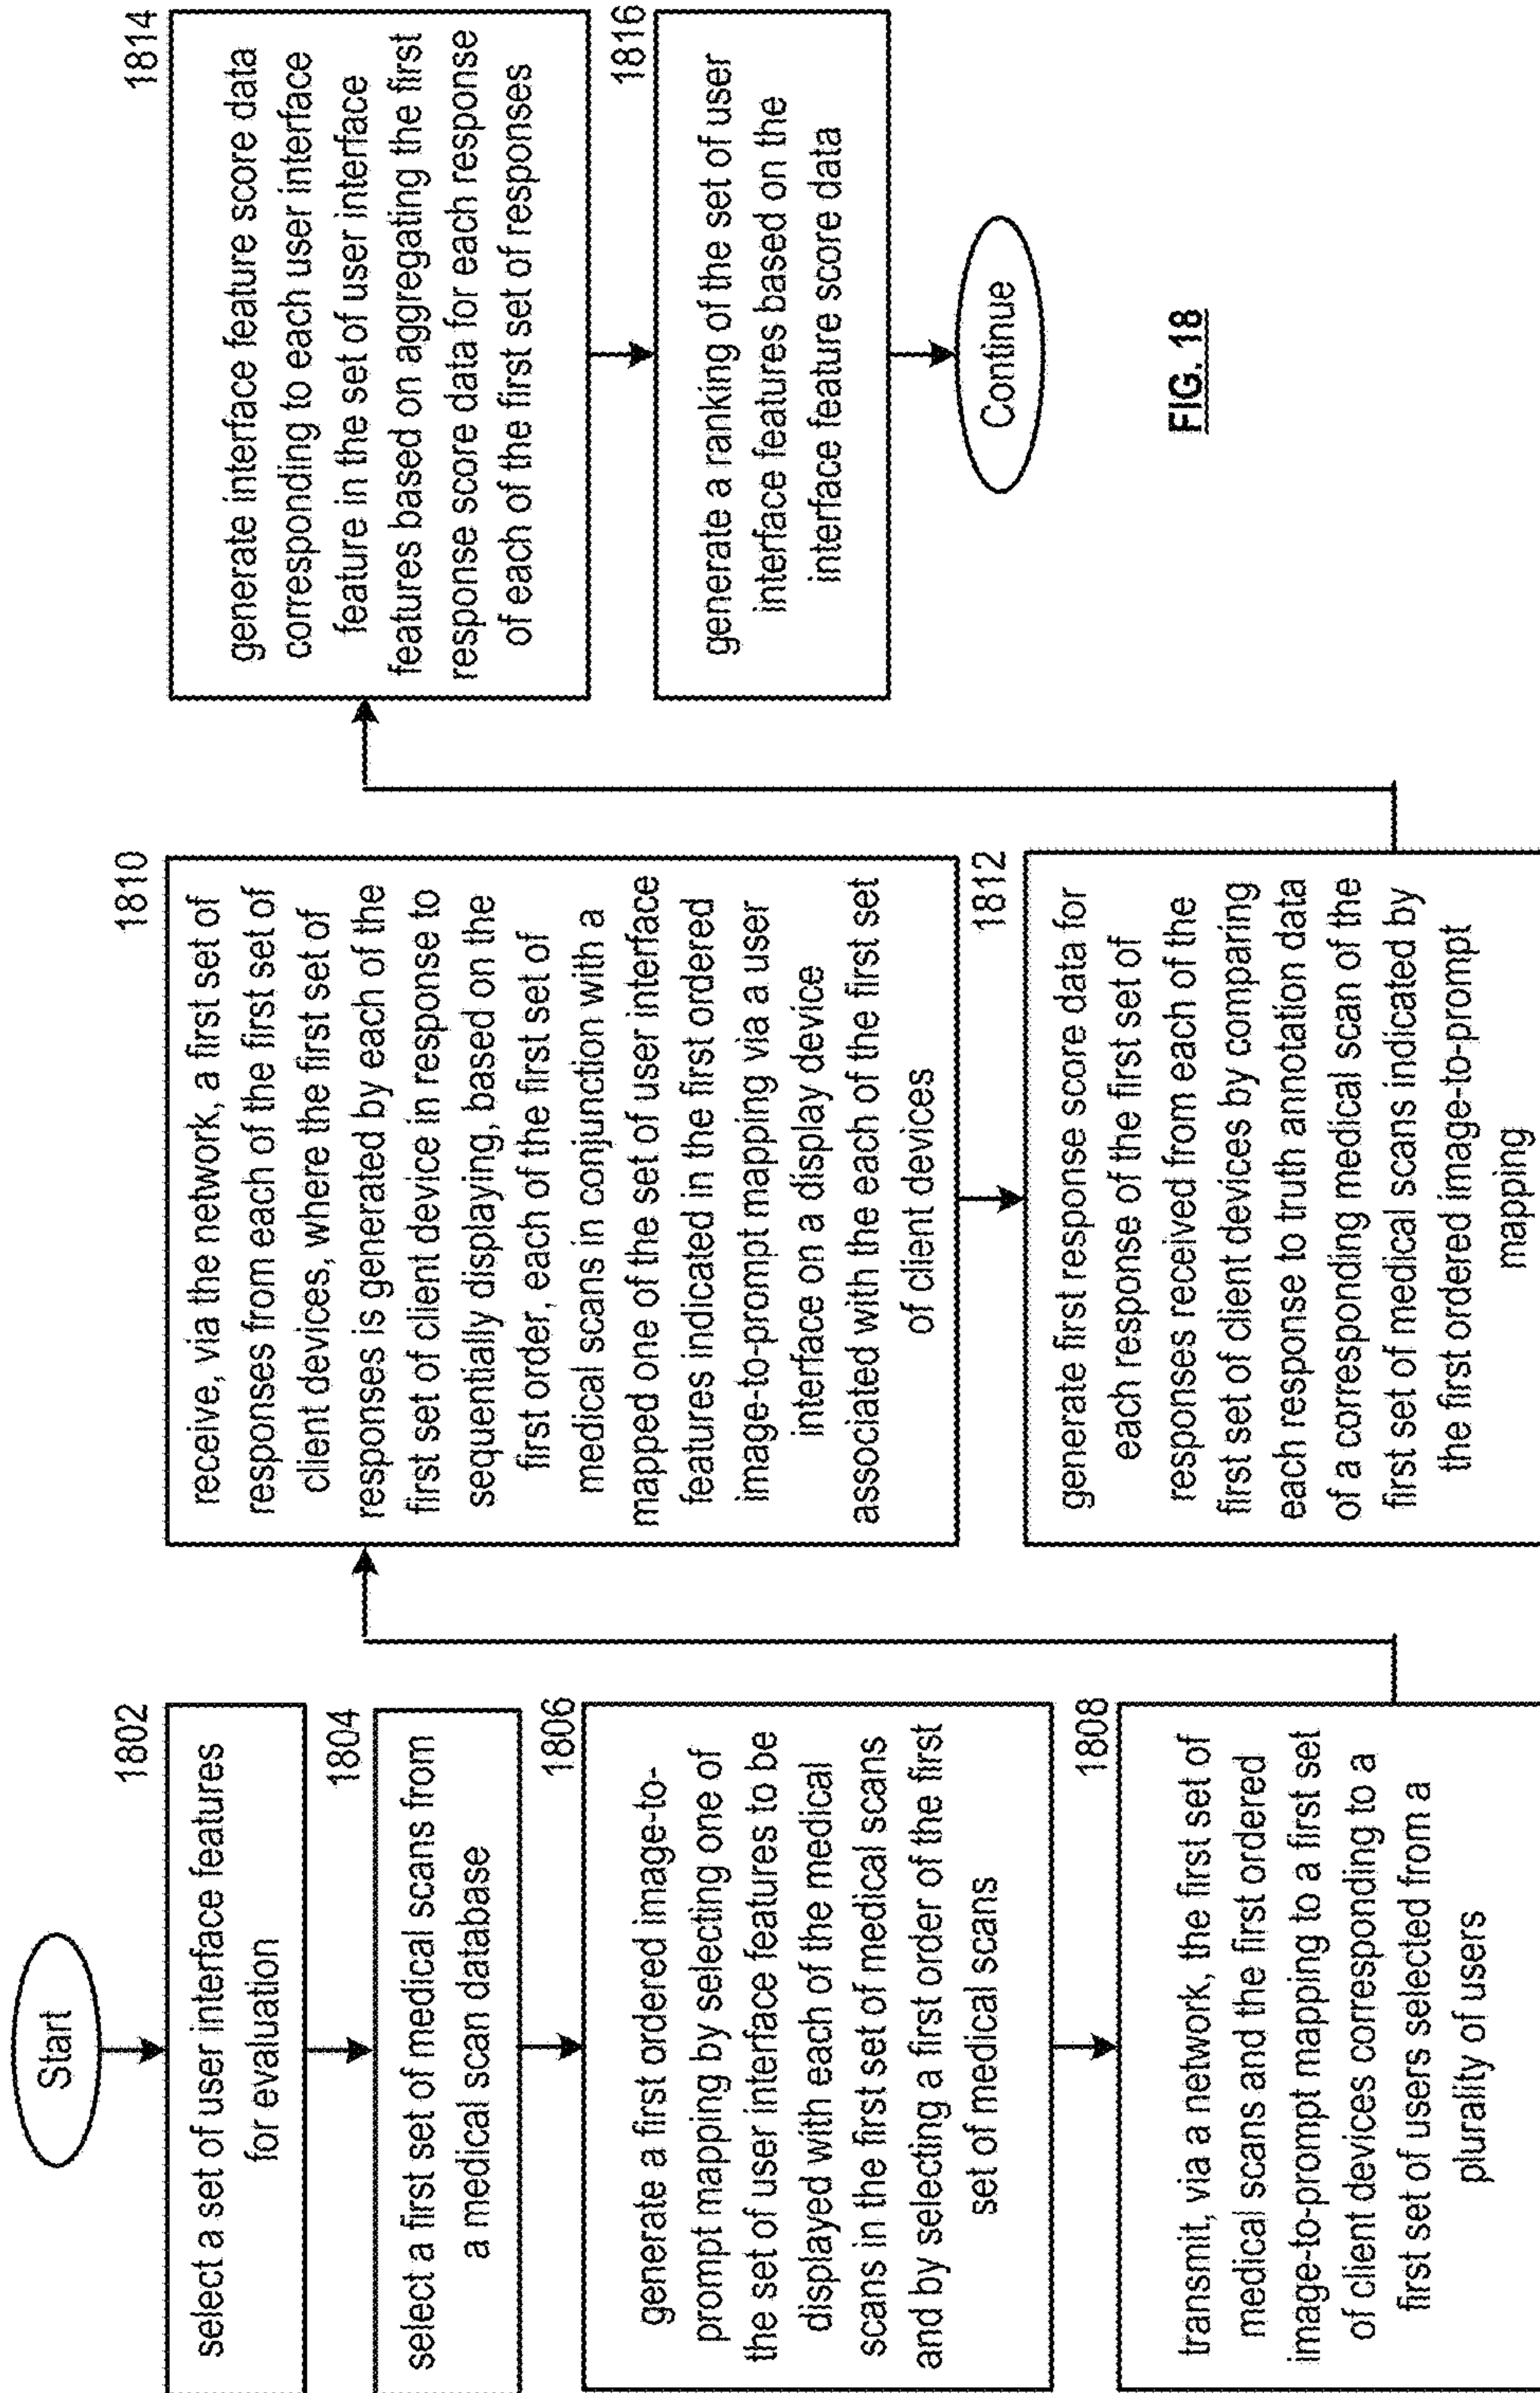 Start
1802
select a set of user interface features
for evaluation
1804
select a first set of medical scans from
a medical scan database
1806
generate a first ordered image-to-
prompt mapping by selecting one of
the set of user interface features to be
displayed with each of the medical
scans in the first set of medical scans
and by selecting a first order of the first
set of medical scans
1808
transmit, via a network, the first set of
medical scans and the first ordered
image-to-prompt mapping to a first set
of client devices corresponding to a
first set of users selected from a
plurality of users
1810
receive, via the network, a first set of
responses from each of the first set of
client devices, where the first set of
responses is generated by each of the
first set of client device in response to
sequentially displaying, based on the
first order, each of the first set of
medical scans in conjunction with a
mapped one of the set of user interface
features indicated in the first ordered
image-to-prompt mapping via a user
interface on a display device
associated with the each of the first set
of client devices
1812
generate first response score data for
each response of the first set of
responses received from each of the
first set of client devices by comparing
each response to truth annotation data
of a corresponding medical scan of the
first set of medical scans indicated by
the first ordered image-to-prompt
mapping
1814
generate interface feature score data
corresponding to each user interface
feature in the set of user interface
features based on aggregating the first
response score data for each response
of each of the first set of responses
1816
generate a ranking of the set of user
interface features based on the
interface feature score data
Continue
FIG. 18